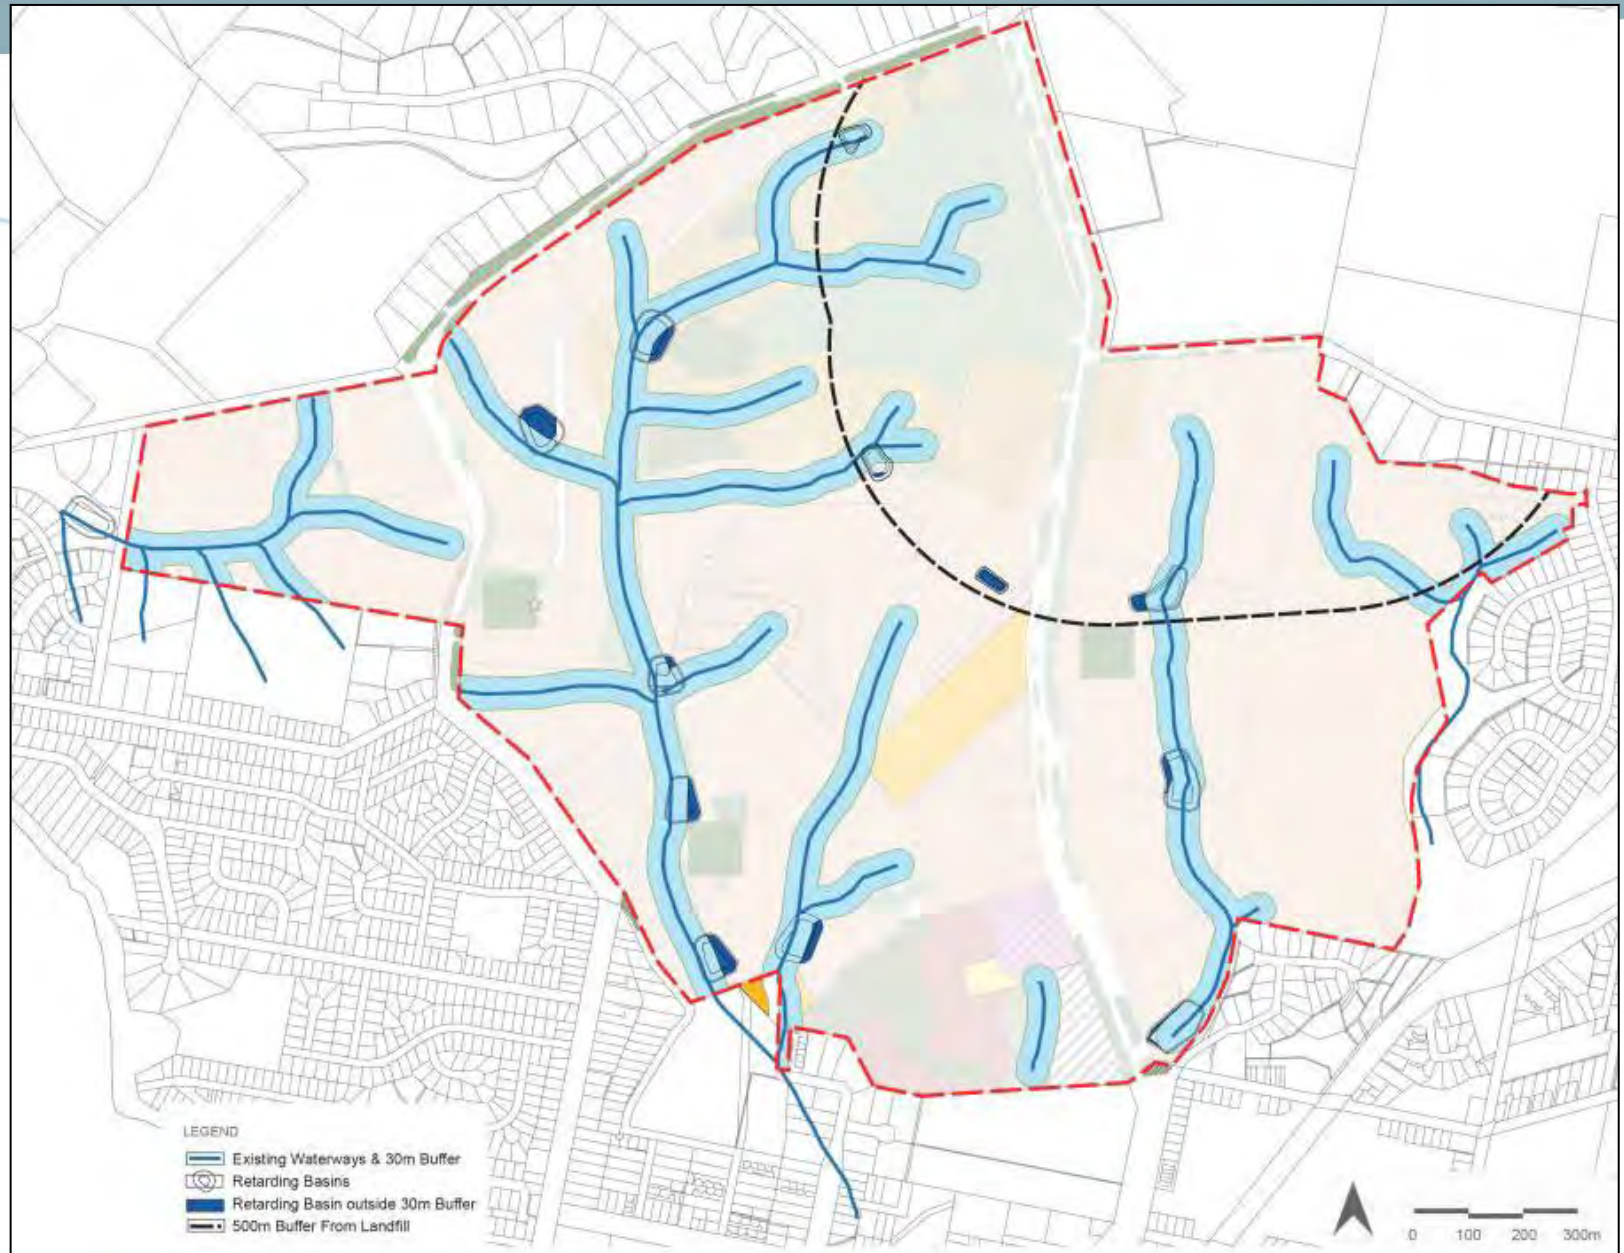 LEGEND
Existing Waterways & 30m Buffer
Retarding Basins
Retarding Basin outside 30m Buffer
500m Buffer From Landfill
0 100 200 300m